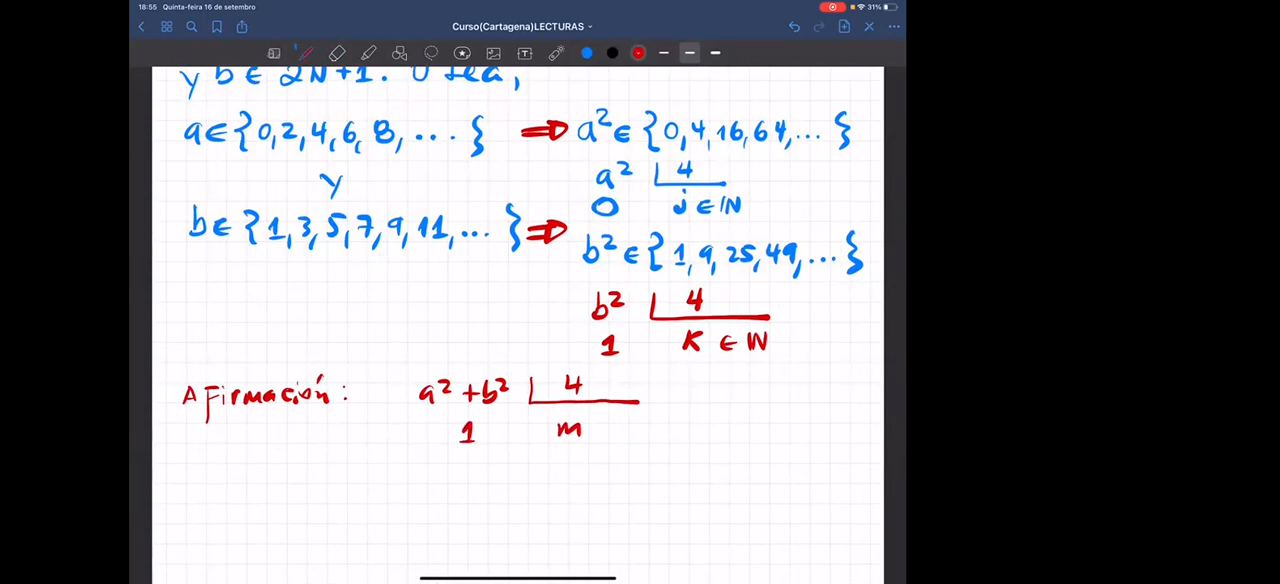 18:55 Quinta-feira 16 de setembro
31%
Curso(Cartagena)LECTURAS
y b ∈ 2N+1. O sea,
a ∈ {0, 2, 4, 6, 8, ... } ⇒ a² ∈ {0, 4, 16, 64, ... }
y
a² | 4
0 j ∈ ℕ
b ∈ {1, 3, 5, 7, 9, 11, ... } ⇒
b² ∈ {1, 9, 25, 49, ... }
b² | 4
1 K ∈ ℕ
Afirmación: a² + b² | 4
1 m